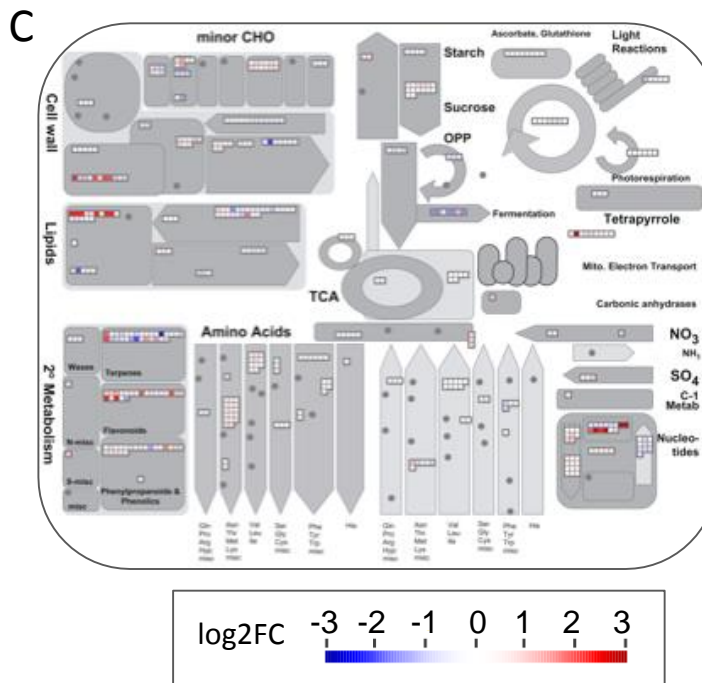 C
minor CHO
Cell wall
Lipids
2° Metabolism
Starch
Sucrose
OPP
Ascorbate, Glutathione
Light
Reactions
Photorespiration
Fermentation
Tetrapyrrole
Mito. Electron Transport
TCA
Carbonic anhydrases
Amino Acids
Waxes
Terpenes
Flavonoids
N-misc
S-misc
misc
Phenylpropanoids &
Phenolics
NO3
NH3
SO4
C-1
Metab
Nucleo-
tides
Gln
Pro
Arg
Hyp
misc
Asn
Thr
Met
Lys
misc
Val
Leu
Ile
Ser
Gly
Cys
misc
Phe
Tyr
Trp
misc
His
Gln
Pro
Arg
Hyp
misc
Asn
Thr
Met
Lys
misc
Val
Leu
Ile
Ser
Gly
Cys
misc
Phe
Tyr
Trp
misc
His
log2FC
-3 -2 -1 0 1 2 3